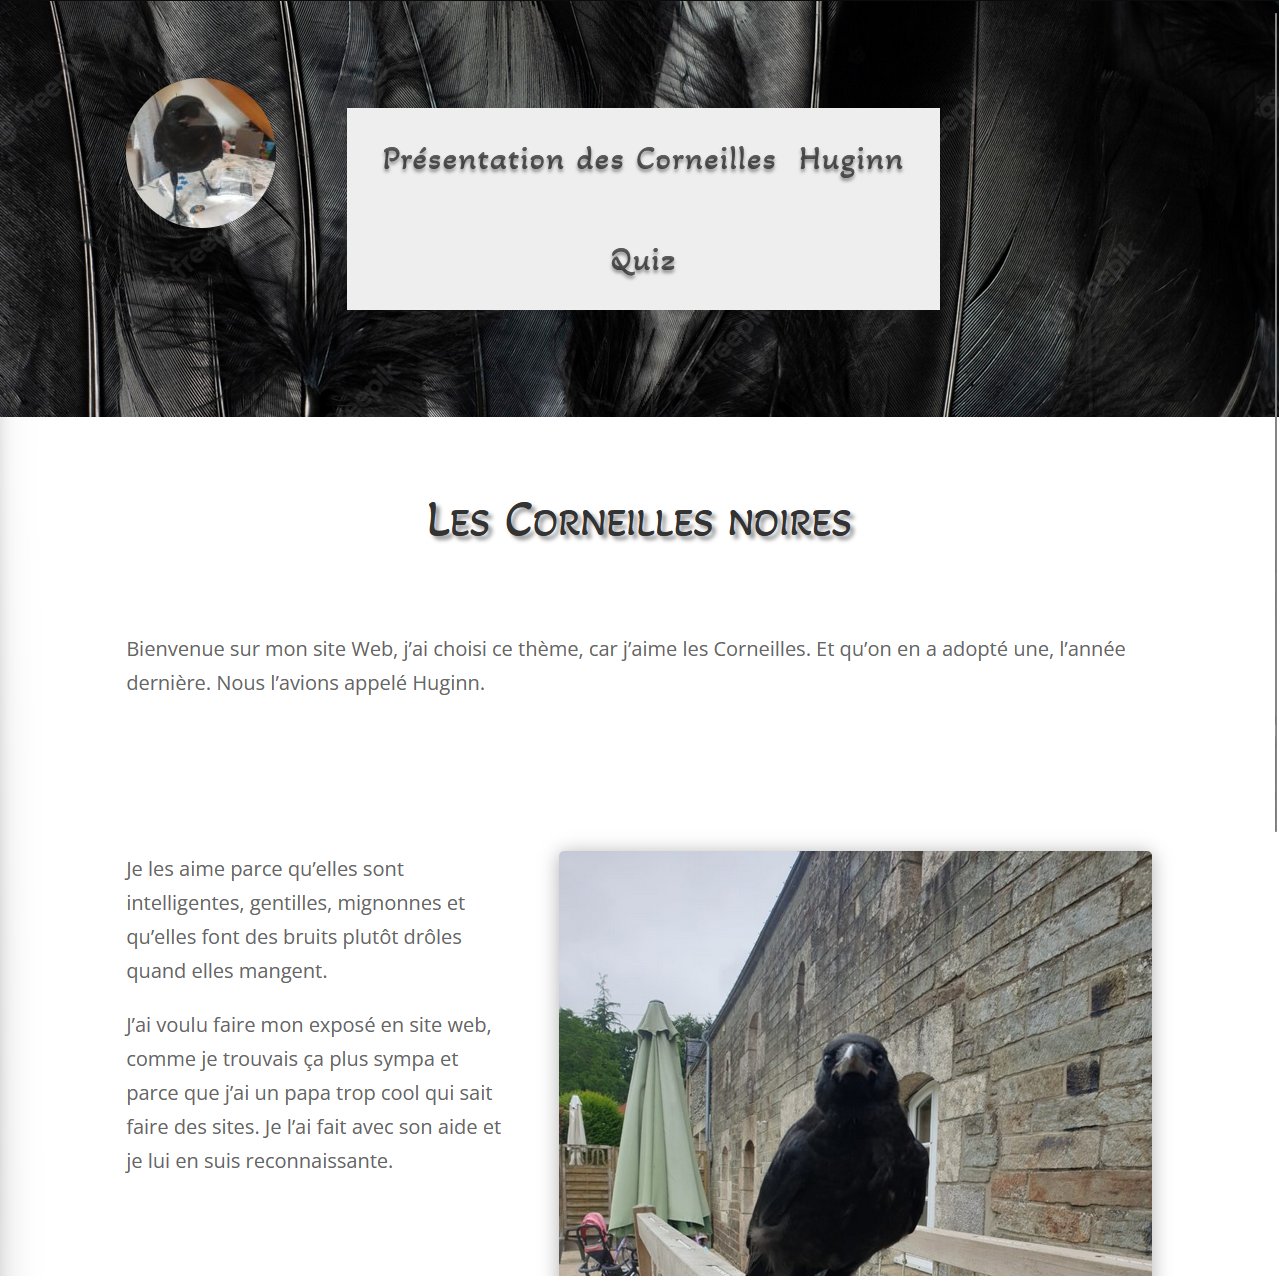 Présentation des Corneilles Huginn
Quiz
Les Corneilles noires
Bienvenue sur mon site Web, j’ai choisi ce thème, car j’aime les Corneilles. Et qu’on en a adopté une, l’année
dernière. Nous l’avions appelé Huginn.
Je les aime parce qu’elles sont
intelligentes, gentilles, mignonnes et
qu’elles font des bruits plutôt drôles
quand elles mangent.
J’ai voulu faire mon exposé en site web,
comme je trouvais ça plus sympa et
parce que j’ai un papa trop cool qui sait
faire des sites. Je l’ai fait avec son aide et
je lui en suis reconnaissante.